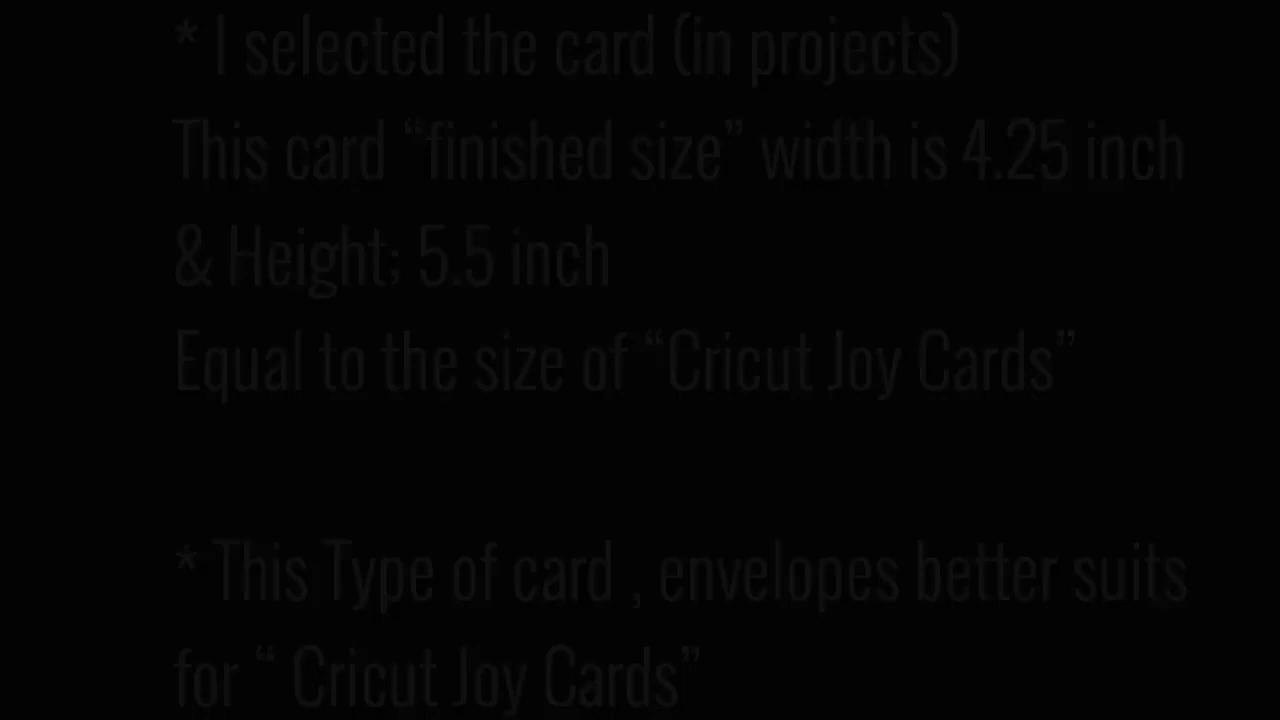 * I selected the card (in projects)
This card “finished size” width is 4.25 inch
& Height; 5.5 inch
Equal to the size of “Cricut Joy Cards”
* This Type of card , envelopes better suits
for “ Cricut Joy Cards”